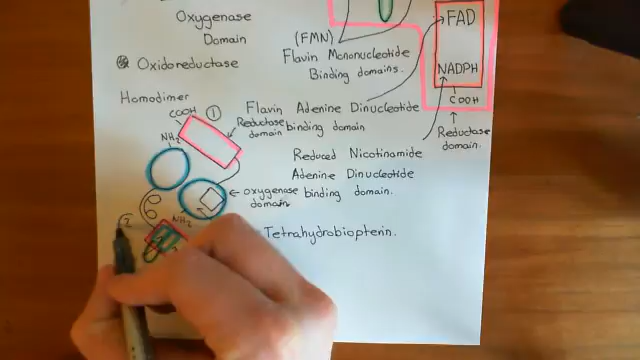 Oxygenase
Domain
Oxidoreductase
(FMN)
Flavin Mononucleotide
Binding domains.
FAD
NADPH
COOH
Reductase
domain.
Homodimer
COOH
1
Flavin Adenine Dinucleotide
binding domain
Reductase
domain
NH2
Reduced Nicotinamide
Adenine Dinucleotide
binding domain.
oxygenase
domain
NH2
2
Tetrahydrobiopterin.